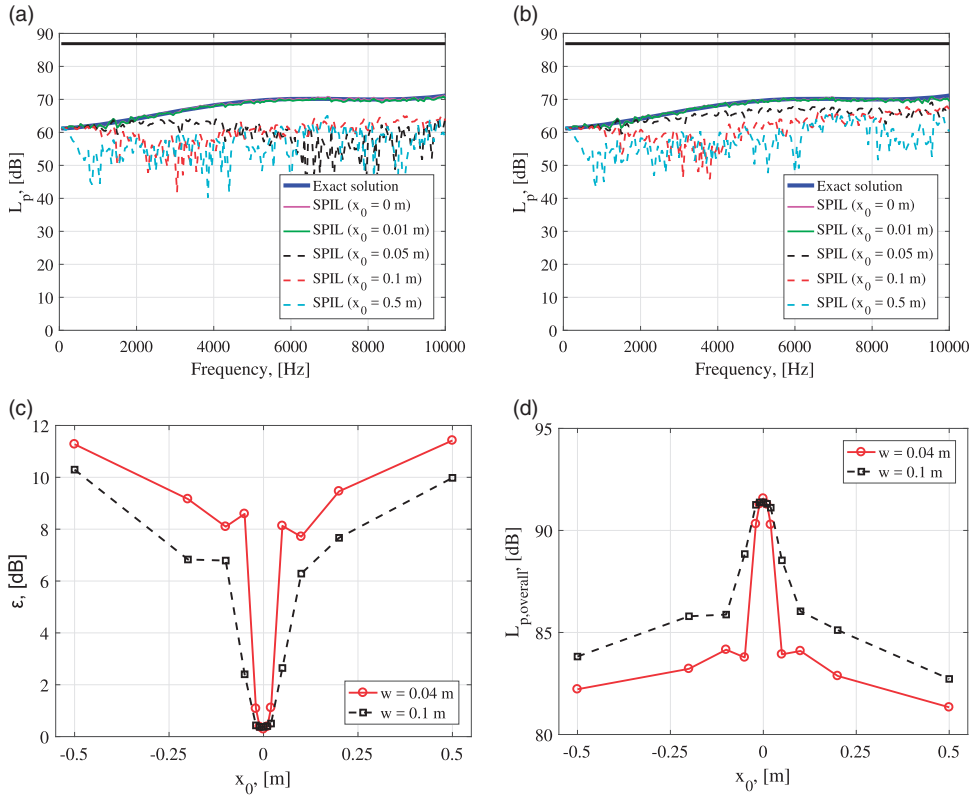 (a)
90
80
70
60
50
40
30
20
10
0
L_p, [dB]
Exact solution
SPIL (x_0 = 0 m)
SPIL (x_0 = 0.01 m)
SPIL (x_0 = 0.05 m)
SPIL (x_0 = 0.1 m)
SPIL (x_0 = 0.5 m)
0 2000 4000 6000 8000 10000
Frequency, [Hz]
(b)
90
80
70
60
50
40
30
20
10
0
L_p, [dB]
Exact solution
SPIL (x_0 = 0 m)
SPIL (x_0 = 0.01 m)
SPIL (x_0 = 0.05 m)
SPIL (x_0 = 0.1 m)
SPIL (x_0 = 0.5 m)
0 2000 4000 6000 8000 10000
Frequency, [Hz]
(c)
12
10
8
6
4
2
0
ε, [dB]
w = 0.04 m
w = 0.1 m
-0.5 -0.25 0 0.25 0.5
x_0, [m]
(d)
95
90
85
80
L_p,overall, [dB]
w = 0.04 m
w = 0.1 m
-0.5 -0.25 0 0.25 0.5
x_0, [m]